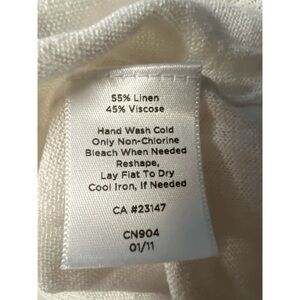 55% Linen
45% Viscose
Hand Wash Cold
Only Non-Chlorine
Bleach When Needed
Reshape,
Lay Flat To Dry
Cool Iron, If Needed
CA #23147
CN904
01/11